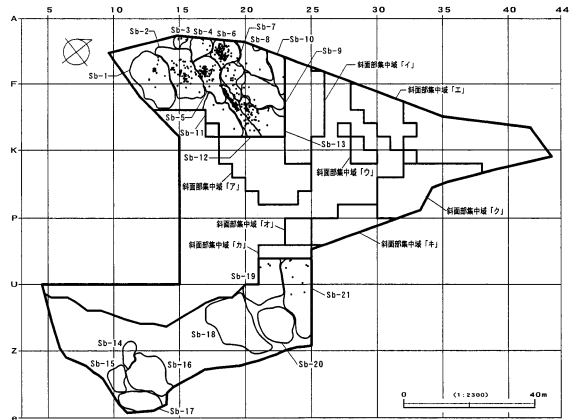 5 10 15 20 25 30 35 40 44
A
F
K
P
U
Z
e
Sb-1
Sb-2
Sb-3
Sb-4
Sb-6
Sb-7
Sb-8
Sb-10
Sb-9
Sb-5
Sb-11
Sb-12
Sb-13
斜面部集中域「イ」
斜面部集中域「エ」
斜面部集中域「ア」
斜面部集中域「ウ」
斜面部集中域「オ」
斜面部集中域「カ」
斜面部集中域「ク」
斜面部集中域「キ」
Sb-19
Sb-21
Sb-18
Sb-20
Sb-14
Sb-15
Sb-16
Sb-17
0 (1:2300) 40m